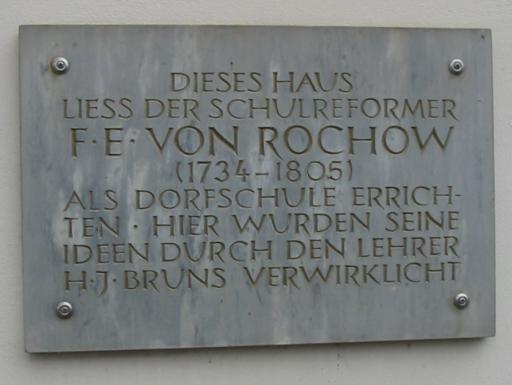 DIESES HAUS
LIESS DER SCHULREFORMER
F·E·VON ROCHOW
(1734–1805)
ALS DORFSCHULE ERRICH-
TEN · HIER WURDEN SEINE
IDEEN DURCH DEN LEHRER
H·J·BRUNS VERWIRKLICHT